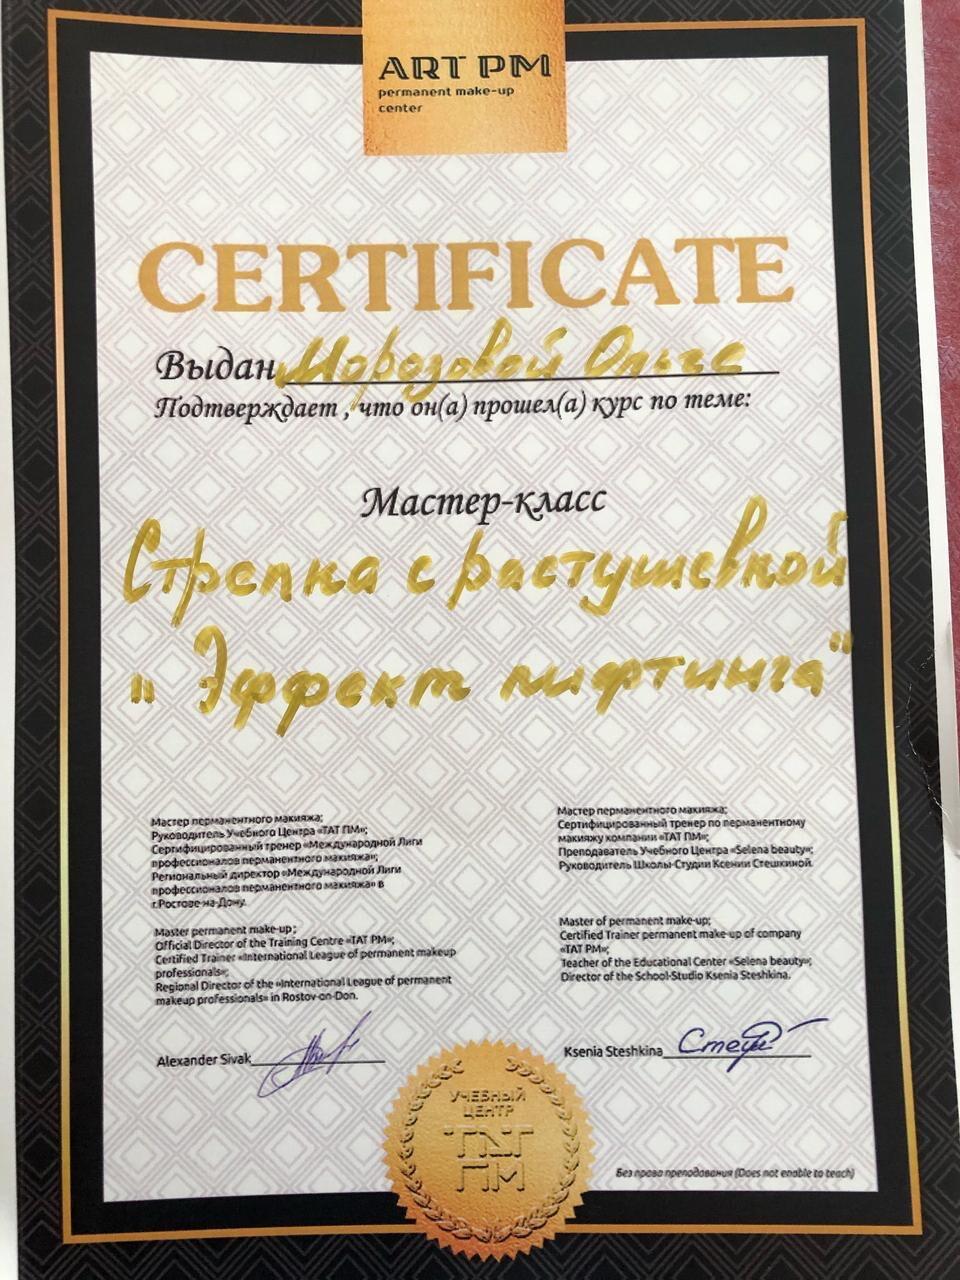 ART PM
permanent make-up
center
CERTIFICATE
Выдан Морозовой Ольге
Подтверждает , что он(а) прошел(а) курс по теме:
Мастер-класс
Стрелка с растушевкой
" Эффект лифтинга"
Мастер перманентного макияжа;
Руководитель Учебного Центра «ТАТ ПМ»;
Сертифицированный тренер «Международной Лиги
профессионалов перманентного макияжа»;
Региональный директор «Международной Лиги
профессионалов перманентного макияжа» в
г.Ростове-на-Дону.
Master permanent make-up ;
Official Director of the Training Centre «TAT PM»;
Certified Trainer «International League of permanent makeup
professionals»;
Regional Director of the «International League of permanent
makeup professionals» in Rostov-on-Don.
Alexander Sivak
Мастер перманентного макияжа;
Сертифицированный тренер по перманентному
макияжу компании «ТАТ ПМ»;
Преподаватель Учебного Центра «Selena beauty»;
Руководитель Школы-Студии Ксении Стешкиной.
Master of permanent make-up;
Certified Trainer permanent make-up of company
«TAT PM»;
Teacher of the Educational Center «Selena beauty»;
Director of the School-Studio Ksenia Steshkina.
Ksenia Steshkina
УЧЕБНЫЙ
ЦЕНТР
ТАТ
ПМ
Без права преподавания (Does not enable to teach)